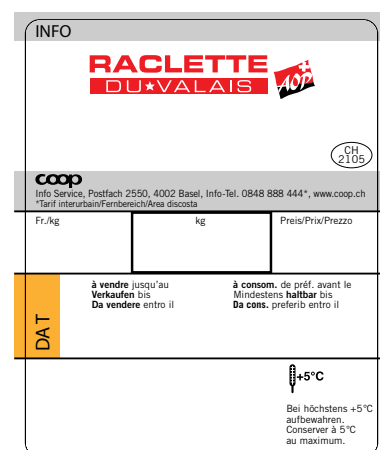 INFO
RACLETTE
DU★VALAIS
AOP
CH
2105
coop
Info Service, Postfach 2550, 4002 Basel, Info-Tel. 0848 888 444*, www.coop.ch
*Tarif interurbain/Fernbereich/Area discosta
Fr./kg
kg
Preis/Prix/Prezzo
DAT
à vendre jusqu'au
Verkaufen bis
Da vendere entro il
à consom. de préf. avant le
Mindestens haltbar bis
Da cons. preferib entro il
+5°C
Bei höchstens +5°C
aufbewahren.
Conserver à 5°C
au maximum.